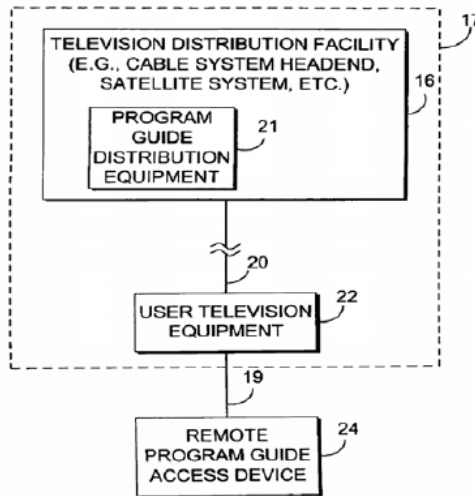 17
TELEVISION DISTRIBUTION FACILITY
(E.G., CABLE SYSTEM HEADEND,
SATELLITE SYSTEM, ETC.)
16
PROGRAM
GUIDE
DISTRIBUTION
EQUIPMENT
21
20
USER TELEVISION
EQUIPMENT
22
19
REMOTE
PROGRAM GUIDE
ACCESS DEVICE
24